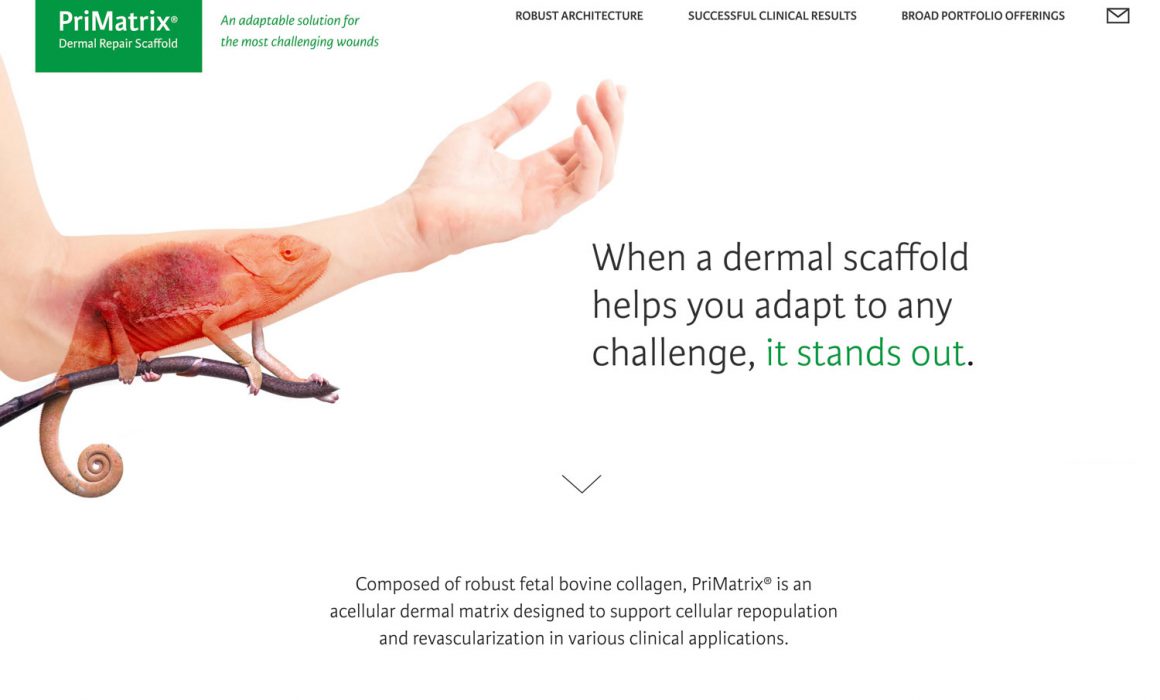 PriMatrix®
Dermal Repair Scaffold
An adaptable solution for
the most challenging wounds
ROBUST ARCHITECTURE
SUCCESSFUL CLINICAL RESULTS
BROAD PORTFOLIO OFFERINGS
When a dermal scaffold
helps you adapt to any
challenge, it stands out.
Composed of robust fetal bovine collagen, PriMatrix® is an
acellular dermal matrix designed to support cellular repopulation
and revascularization in various clinical applications.